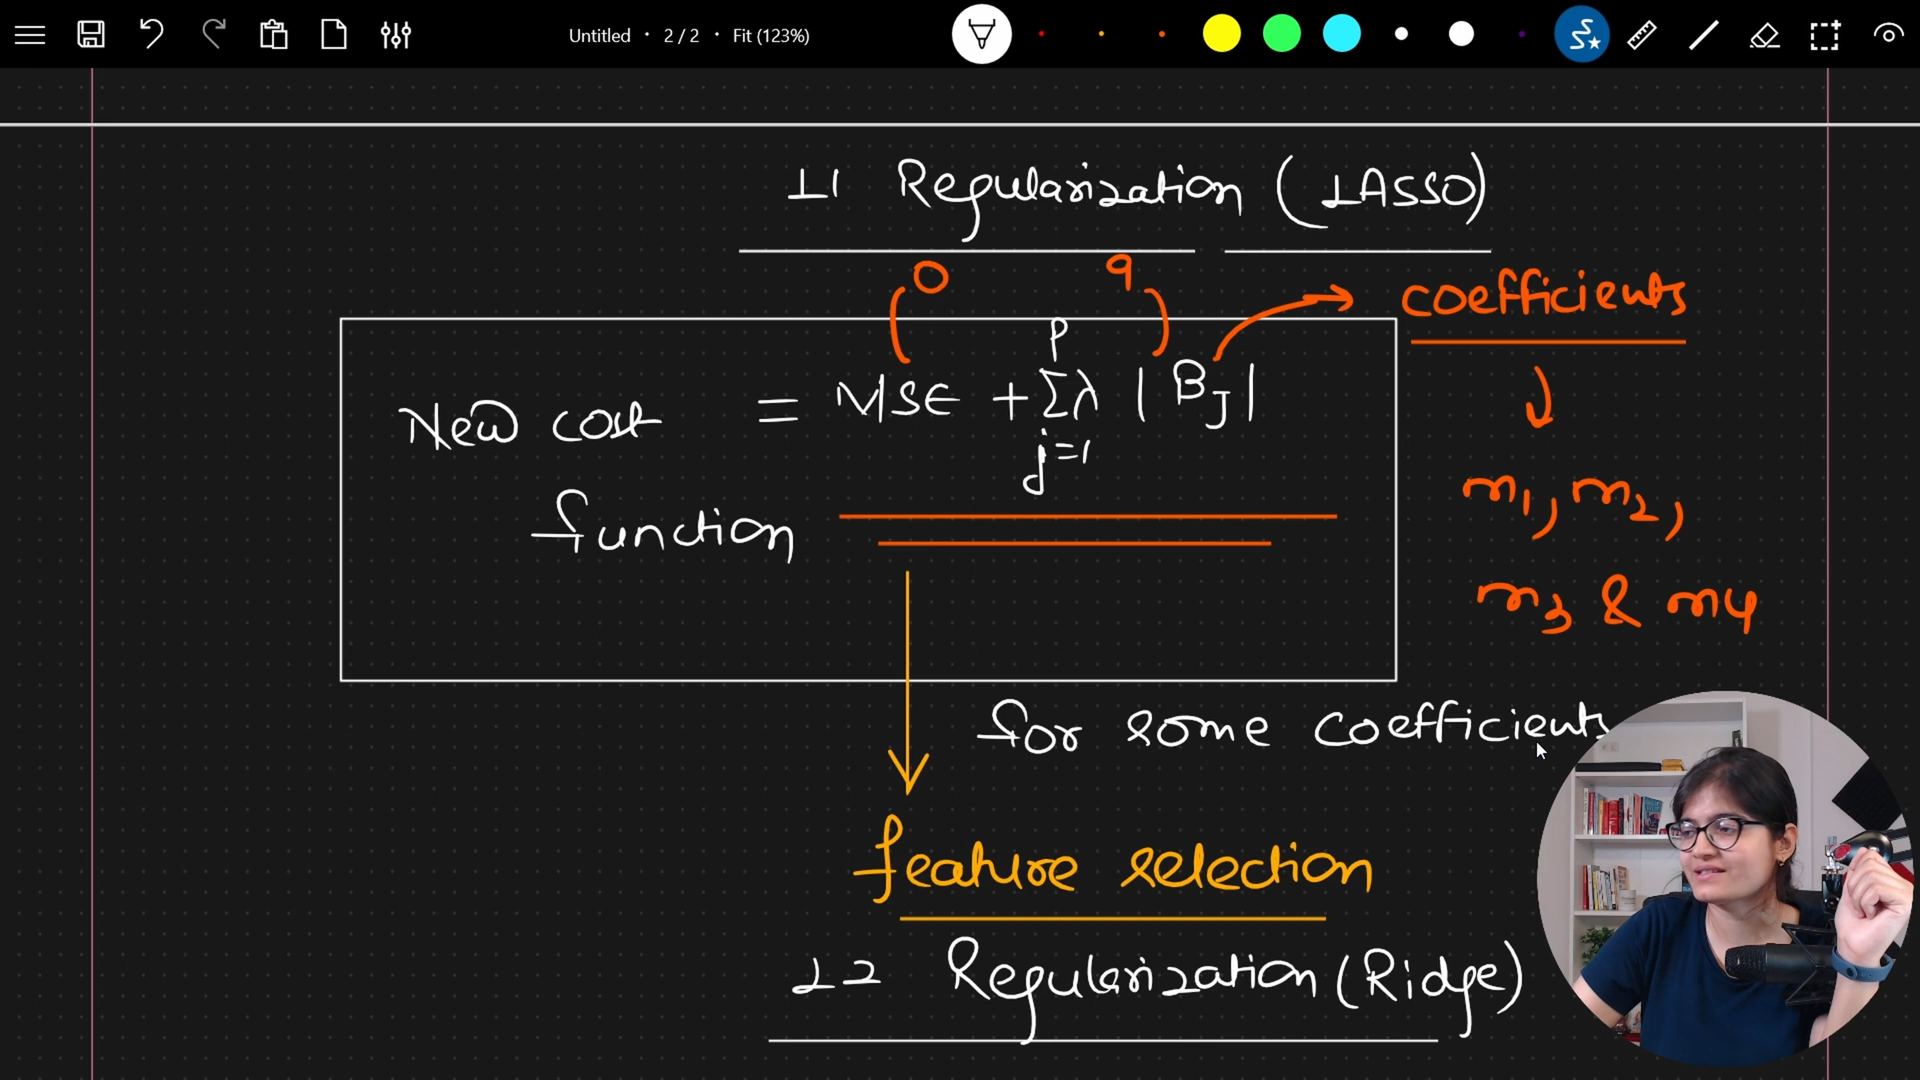 Untitled • 2 / 2 • Fit (123%)
L1 Regularization (LASSO)
0 9
coefficients
New cost function = MSE + p Σ j=1 λ |BJ|
m1, m2,
m3 & m4
for some coefficients
feature selection
L2 Regularization (Ridge)